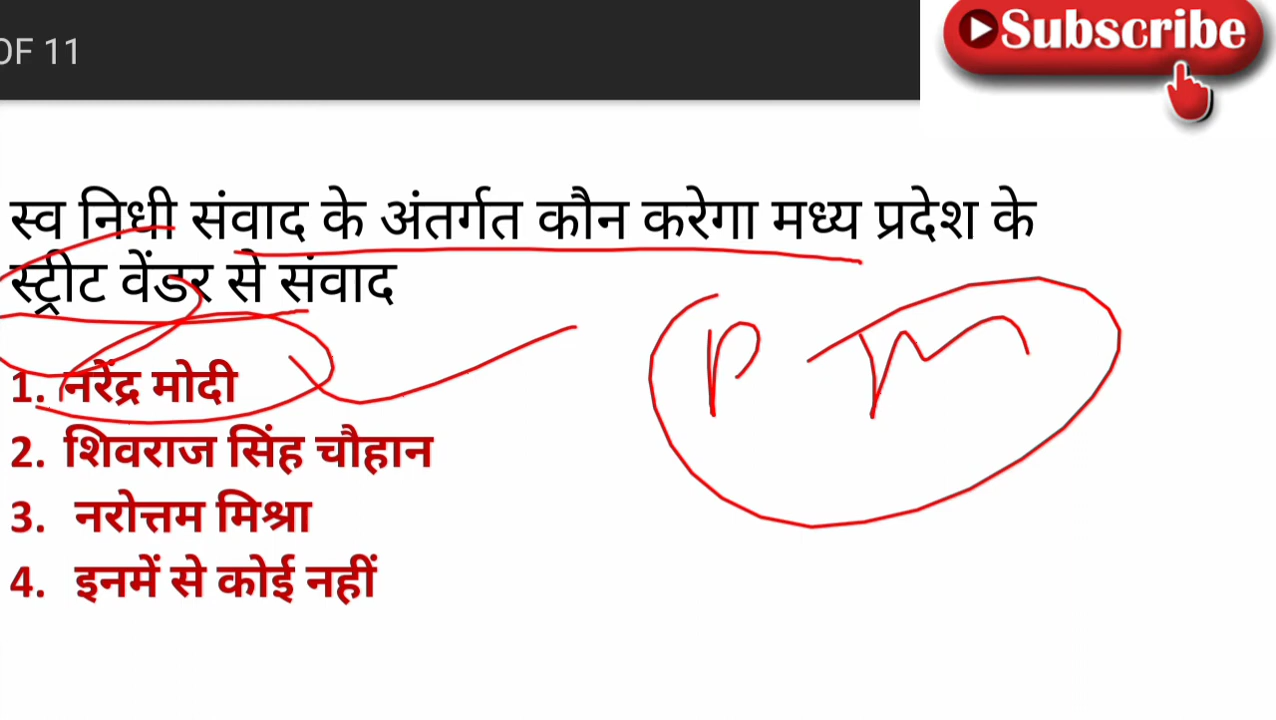 OF 11
Subscribe
स्व निधी संवाद के अंतर्गत कौन करेगा मध्य प्रदेश के
स्ट्रीट वेंडर से संवाद
1. नरेंद्र मोदी
2. शिवराज सिंह चौहान
3. नरोत्तम मिश्रा
4. इनमें से कोई नहीं
P M